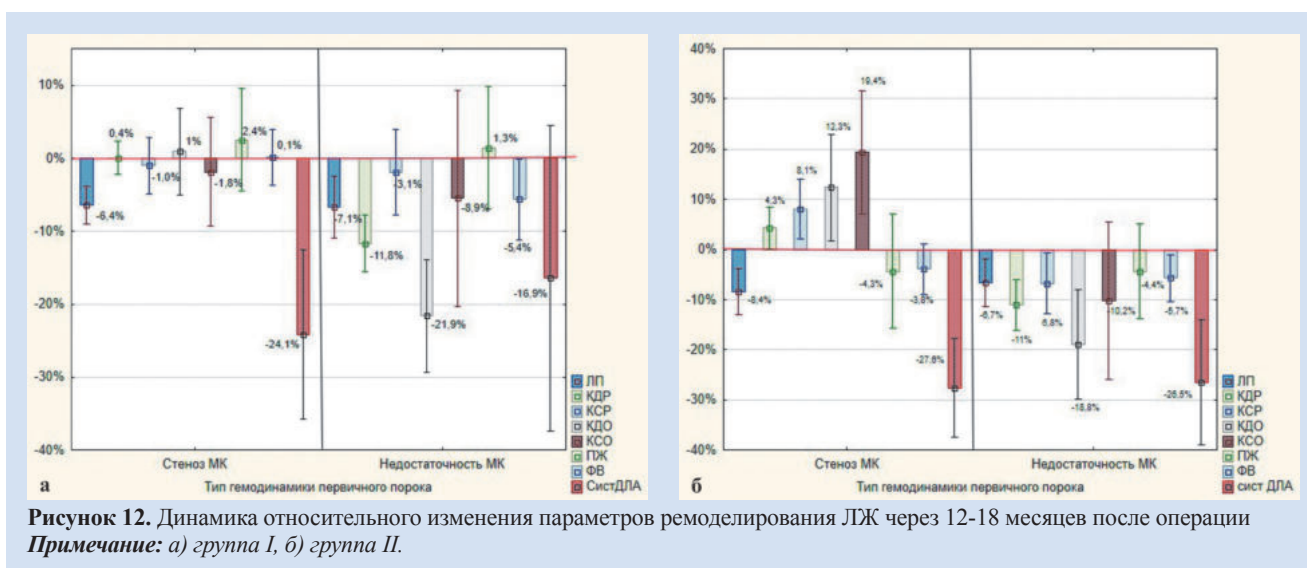 10%
0%
-10%
-20%
-30%
-40%
-6,4%
0,4%
-1,0%
1%
-1,8%
2,4%
0,1%
-24,1%
-7,1%
-11,8%
-3,1%
-21,9%
-8,9%
1,3%
-5,4%
-16,9%
ЛП
КДР
КСР
КДО
КСО
ПЖ
ФВ
СистДЛА
Стеноз МК
Недостаточность МК
Тип гемодинамики первичного порока
а
40%
30%
20%
10%
0%
-10%
-20%
-30%
-40%
-8,4%
4,3%
8,1%
12,3%
19,4%
-4,3%
-3,8%
-27,6%
-6,7%
-11%
6,8%
-18,8%
-10,2%
-4,4%
-26,6%
ЛП
КДР
КСР
КДО
КСО
ПЖ
ФВ
сист ДЛА
Стеноз МК
Недостаточность МК
Тип гемодинамики первичного порока
б
Рисунок 12. Динамика относительного изменения параметров ремоделирования ЛЖ через 12-18 месяцев после операции
Примечание: а) группа I, б) группа II.